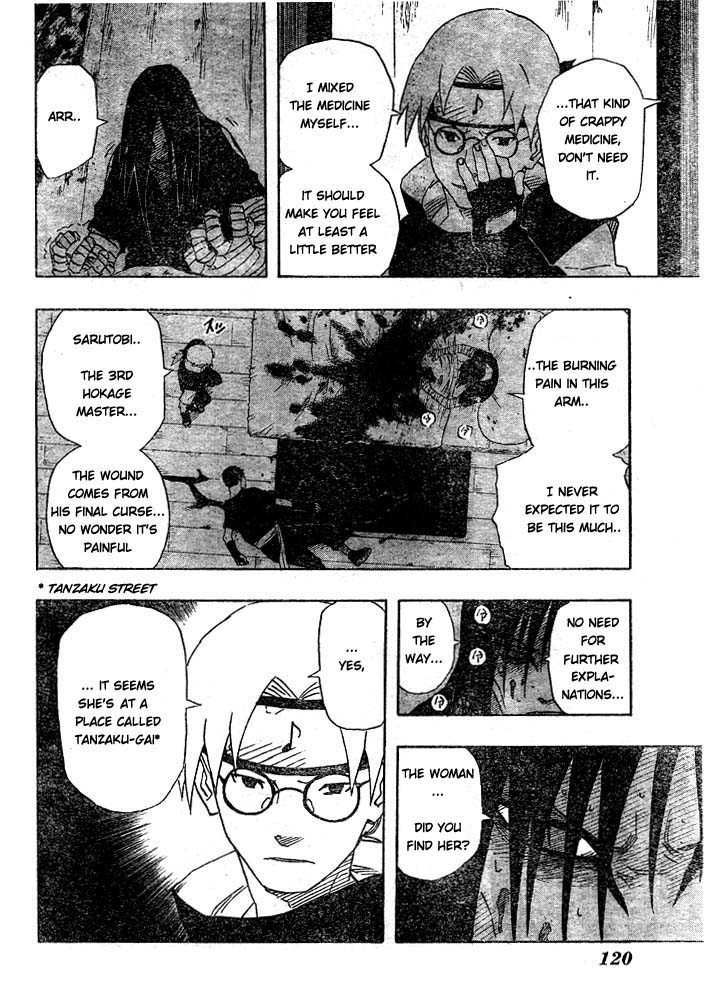 ...THAT KIND
OF CRAPPY
MEDICINE,
DON'T NEED
IT.
I MIXED
THE MEDICINE
MYSELF...
IT SHOULD
MAKE YOU FEEL
AT LEAST A
LITTLE BETTER
ARR..
..THE BURNING
PAIN IN THIS
ARM..
I NEVER
EXPECTED IT TO
BE THIS MUCH..
SARUTOBI..
THE 3RD
HOKAGE
MASTER...
THE WOUND
COMES FROM
HIS FINAL CURSE...
NO WONDER IT'S
PAINFUL
NO NEED
FOR
FURTHER
EXPLA-
NATIONS...
BY
THE
WAY...
THE WOMAN
...
DID YOU
FIND HER?
...
YES,
... IT SEEMS
SHE'S AT A
PLACE CALLED
TANZAKU-GAI*
* TANZAKU STREET
120